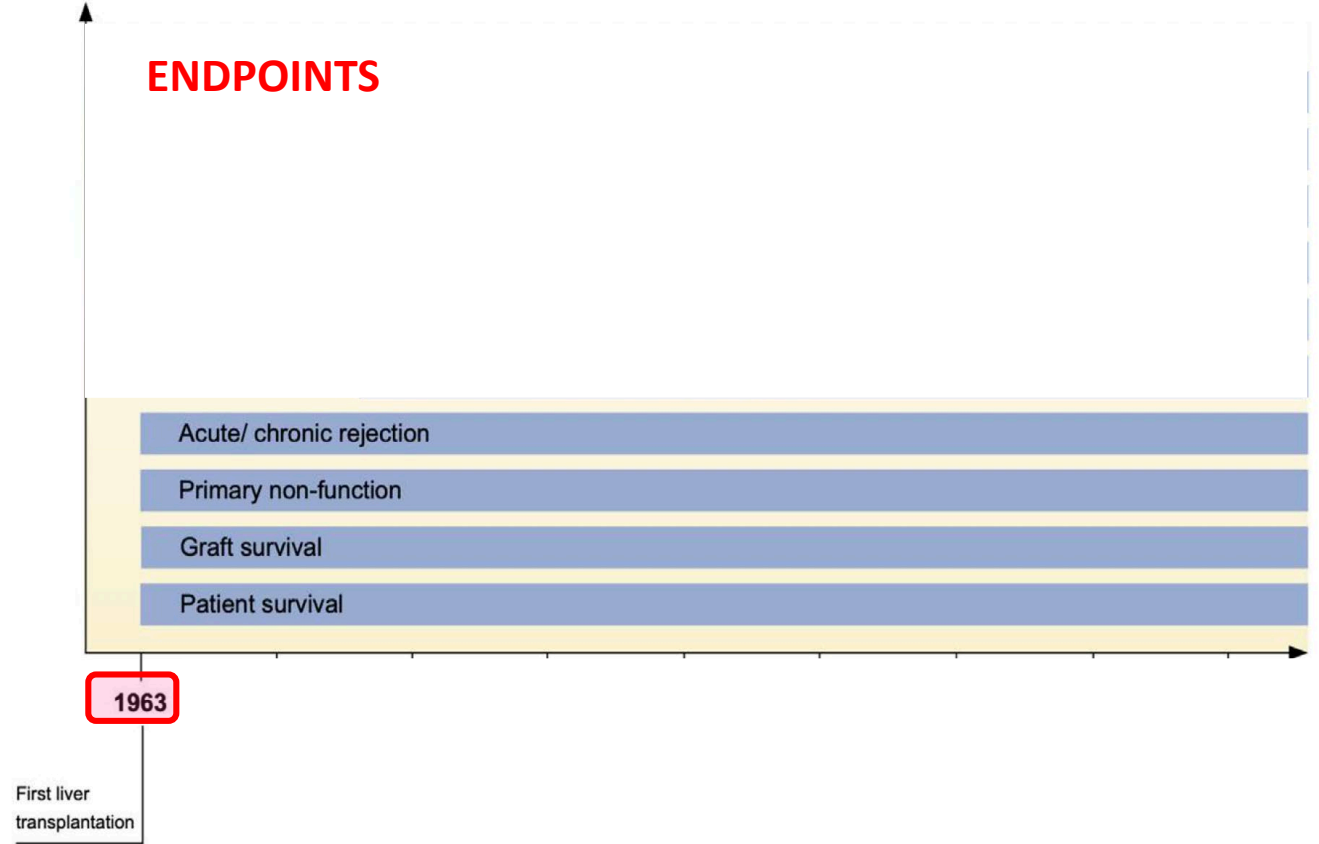 ENDPOINTS
Acute/ chronic rejection
Primary non-function
Graft survival
Patient survival
1963
First liver
transplantation